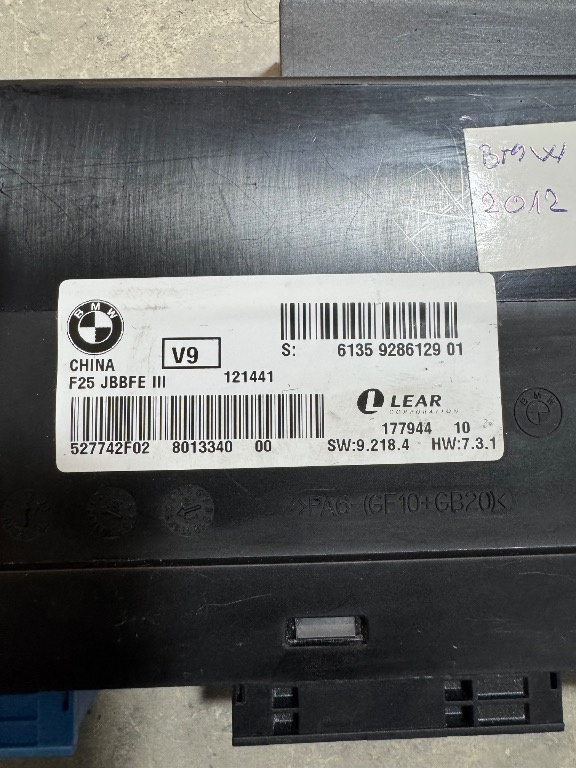 BMW
2012
BMW
CHINA
V9
S: 6135 9286129 01
F25 JBBFE III 121441
LEAR
CORPORATION
177944 10
527742F02 8013340 00
SW:9.218.4 HW:7.3.1
>PA6-(GF10+GB20)<